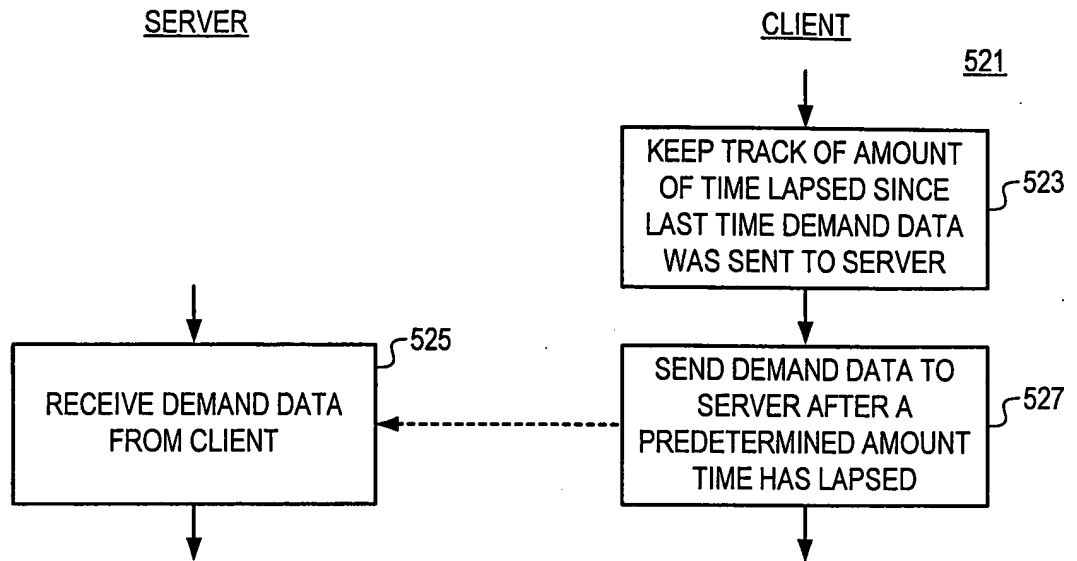 SERVER
CLIENT
521
KEEP TRACK OF AMOUNT
OF TIME LAPSED SINCE
LAST TIME DEMAND DATA
WAS SENT TO SERVER
523
525
RECEIVE DEMAND DATA
FROM CLIENT
SEND DEMAND DATA TO
SERVER AFTER A
PREDETERMINED AMOUNT
TIME HAS LAPSED
527